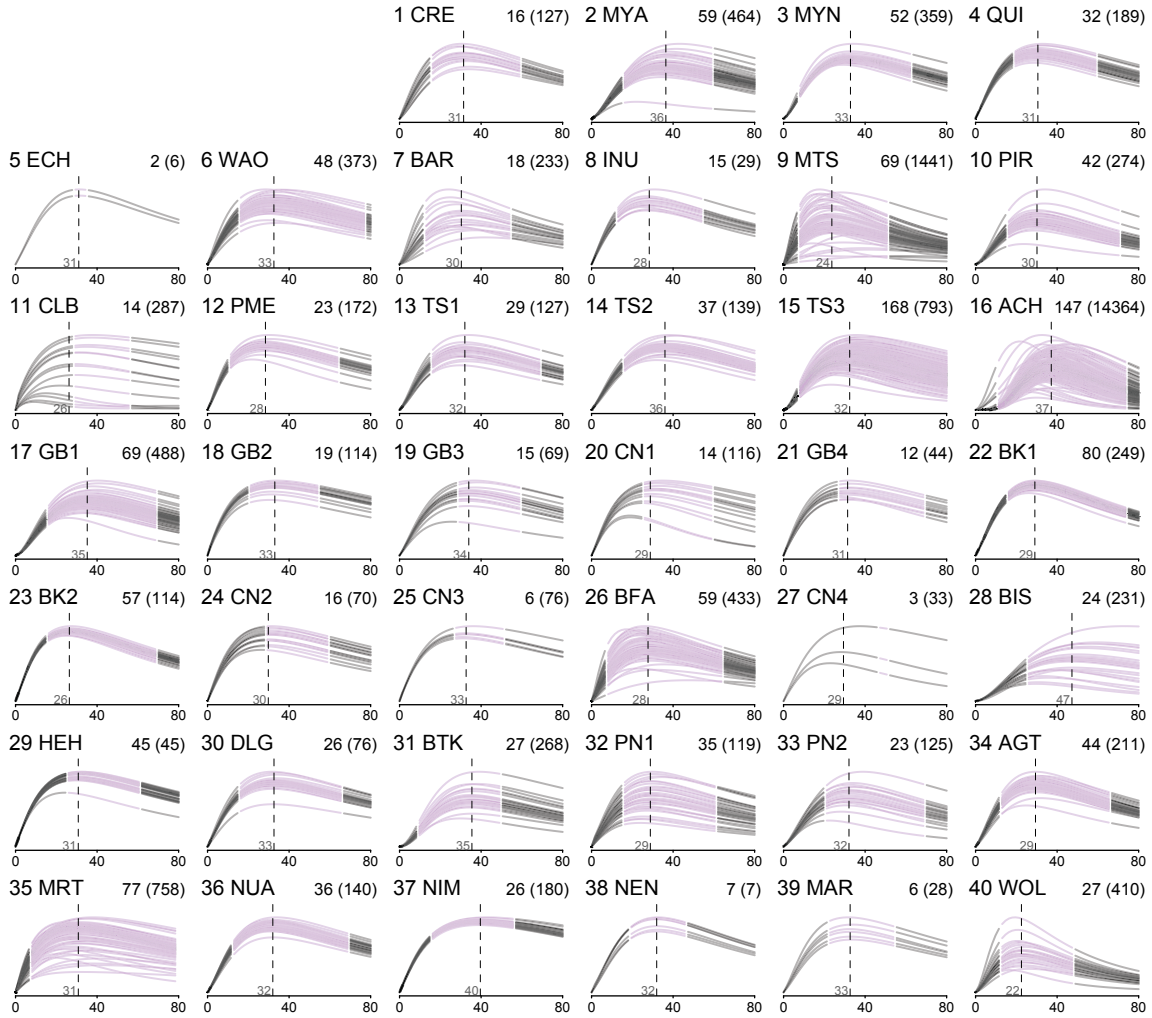 1 CRE 16 (127) 2 MYA 59 (464) 3 MYN 52 (359) 4 QUI 32 (189)
31 36 33 31
0 40 80 0 40 80 0 40 80 0 40 80
5 ECH 2 (6) 6 WAO 48 (373) 7 BAR 18 (233) 8 INU 15 (29) 9 MTS 69 (1441) 10 PIR 42 (274)
31 33 30 28 24 30
0 40 80 0 40 80 0 40 80 0 40 80 0 40 80 0 40 80
11 CLB 14 (287) 12 PME 23 (172) 13 TS1 29 (127) 14 TS2 37 (139) 15 TS3 168 (793) 16 ACH 147 (14364)
26 28 32 36 32 37
0 40 80 0 40 80 0 40 80 0 40 80 0 40 80 0 40 80
17 GB1 69 (488) 18 GB2 19 (114) 19 GB3 15 (69) 20 CN1 14 (116) 21 GB4 12 (44) 22 BK1 80 (249)
35 33 34 29 31 29
0 40 80 0 40 80 0 40 80 0 40 80 0 40 80 0 40 80
23 BK2 57 (114) 24 CN2 16 (70) 25 CN3 6 (76) 26 BFA 59 (433) 27 CN4 3 (33) 28 BIS 24 (231)
26 30 33 28 29 47
0 40 80 0 40 80 0 40 80 0 40 80 0 40 80 0 40 80
29 HEH 45 (45) 30 DLG 26 (76) 31 BTK 27 (268) 32 PN1 35 (119) 33 PN2 23 (125) 34 AGT 44 (211)
31 33 35 29 32 29
0 40 80 0 40 80 0 40 80 0 40 80 0 40 80 0 40 80
35 MRT 77 (758) 36 NUA 36 (140) 37 NIM 26 (180) 38 NEN 7 (7) 39 MAR 6 (28) 40 WOL 27 (410)
31 32 40 32 33 22
0 40 80 0 40 80 0 40 80 0 40 80 0 40 80 0 40 80